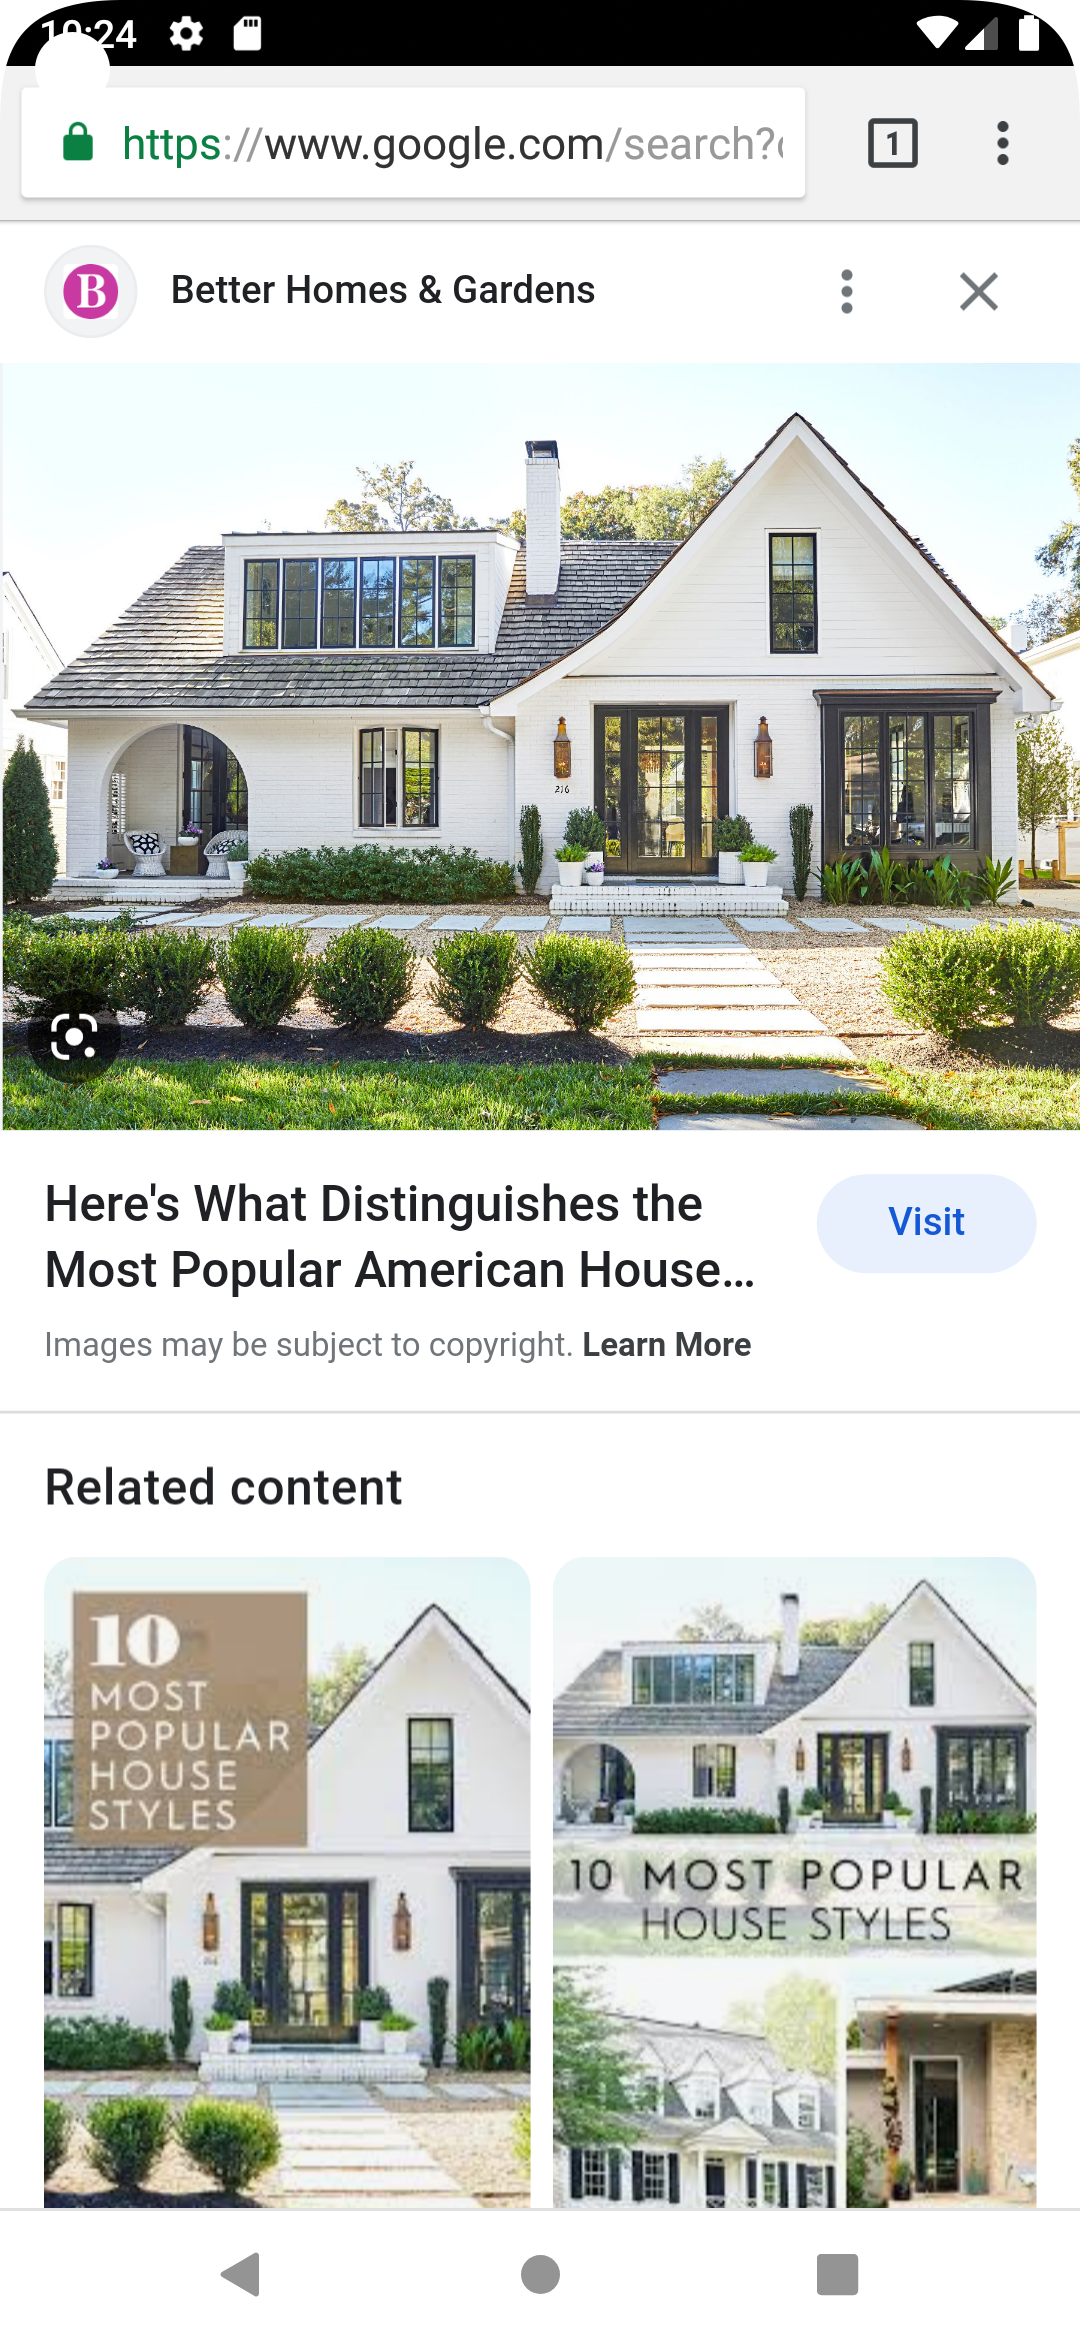 https://www.google.com/search?
1
B
Better Homes & Gardens
216
Here's What Distinguishes the
Most Popular American House...
Visit
Images may be subject to copyright. Learn More
Related content
10
MOST
POPULAR
HOUSE
STYLES
10 MOST POPULAR
HOUSE STYLES